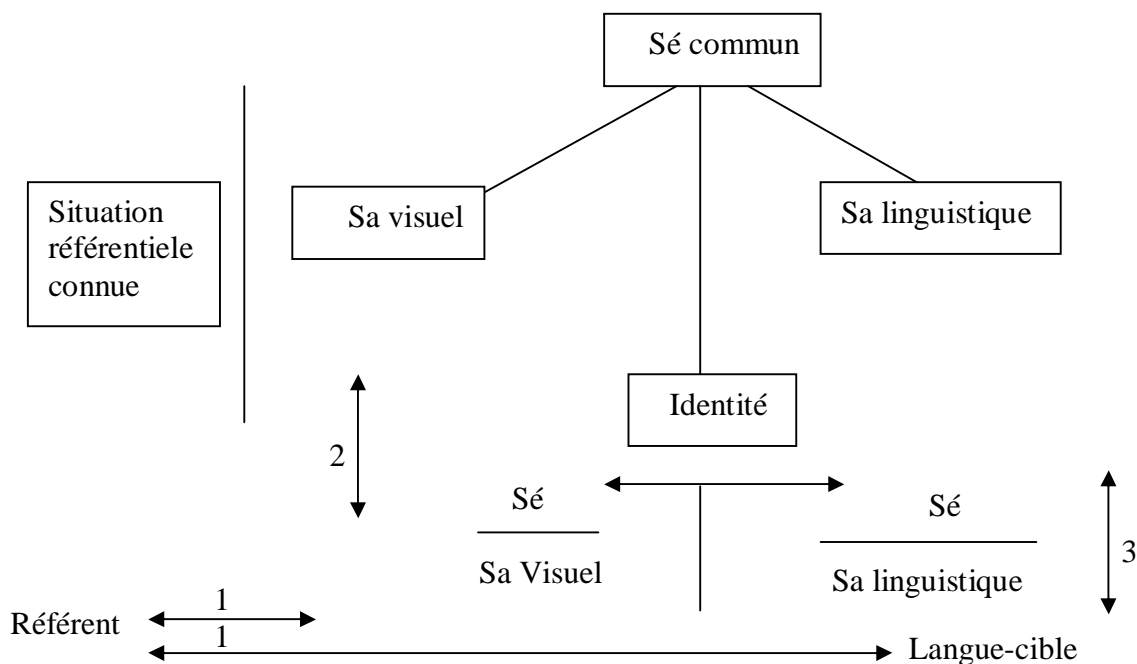 Sé commun
Situation
référentiele
connue
Sa visuel
Sa linguistique
Identité
2
Sé
Sé
3
Sa Visuel
Sa linguistique
1
Référent
1
Langue-cible